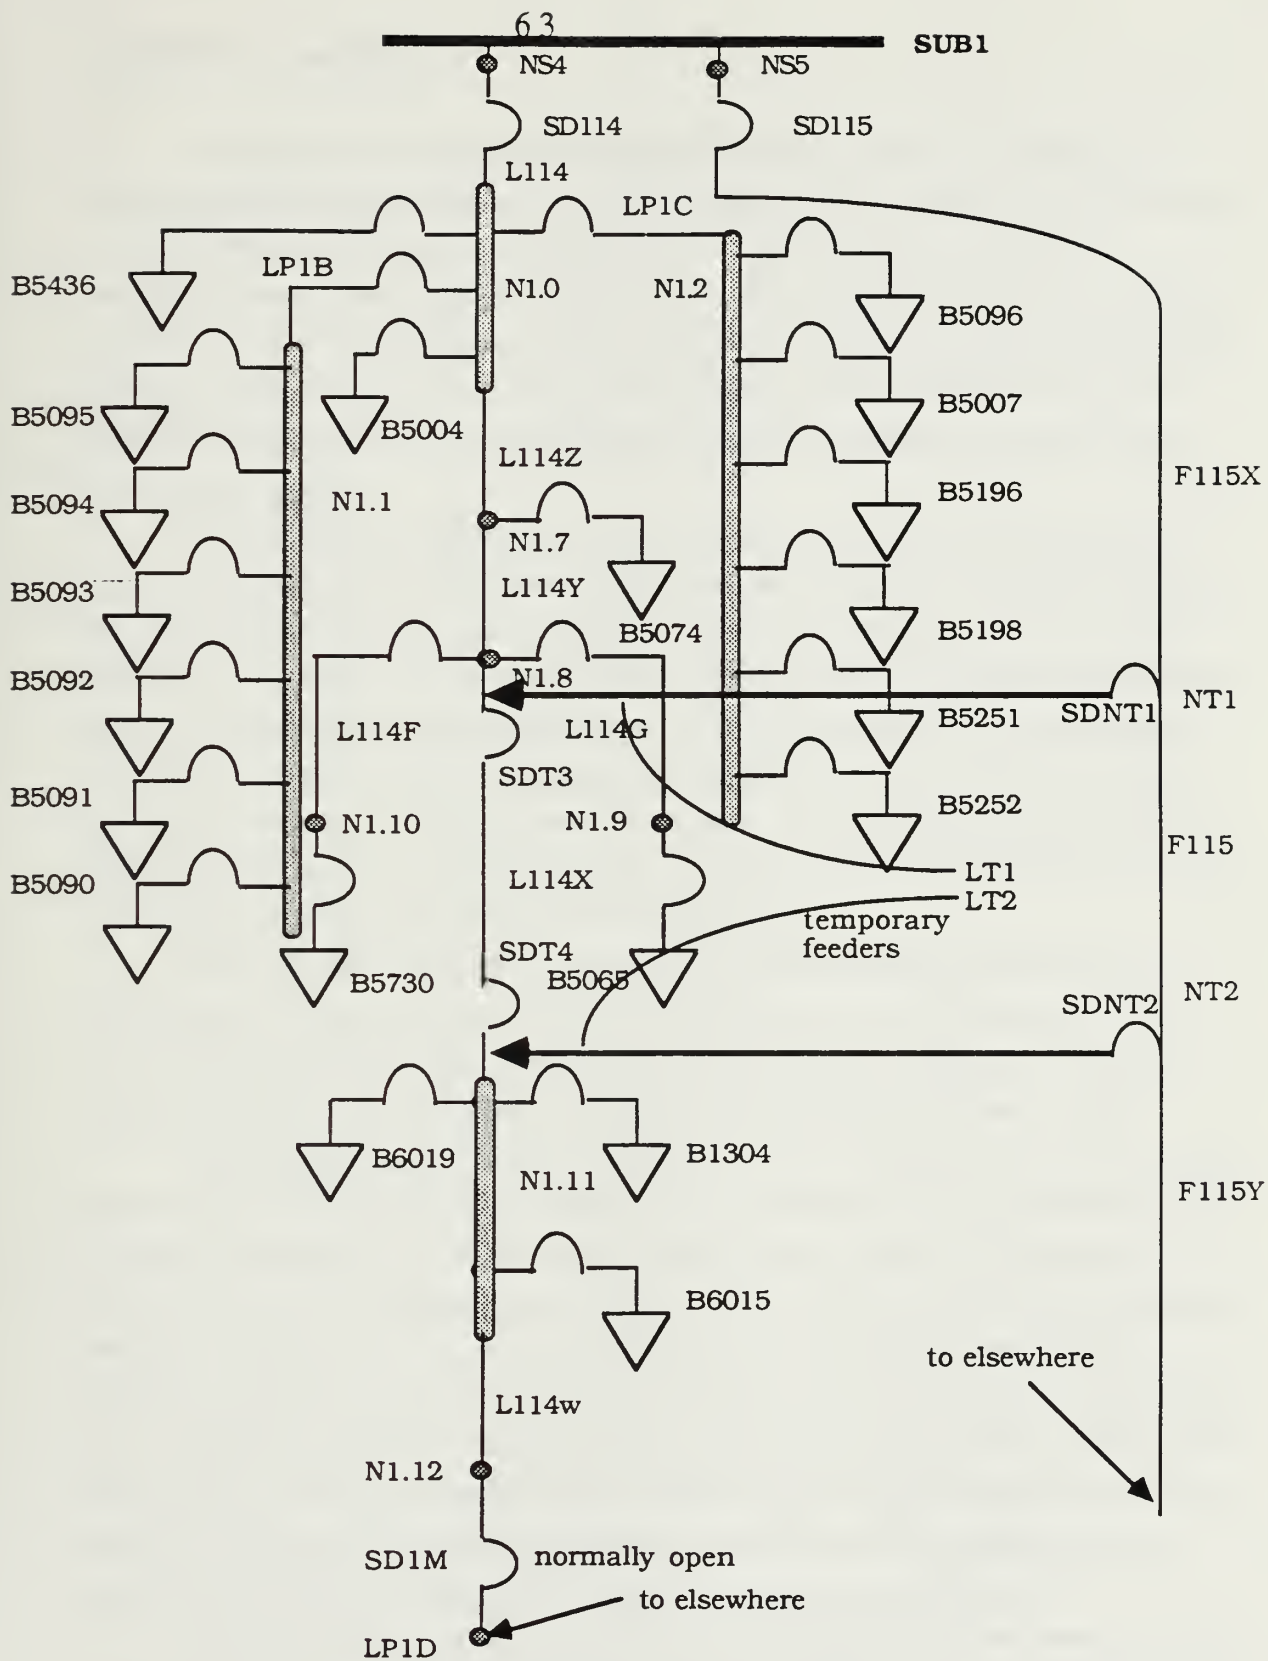 63
SUB1
NS4
NS5
SD114
SD115
L114
LP1C
LP1B
B5436
N1.0
N1.2
B5096
B5095
B5004
B5007
L114Z
F115X
B5094
N1.1
B5196
N1.7
B5093
L114Y
B5074
B5198
B5092
N1.8
L114F
L114G
B5251
SDNT1
NT1
SDT3
B5091
N1.10
N1.9
B5252
F115
B5090
L114X
LT1
LT2
temporary
feeders
SDT4
B5730
B5065
NT2
SDNT2
B6019
B1304
N1.11
F115Y
B6015
to elsewhere
L114w
N1.12
SD1M
normally open
to elsewhere
LP1D